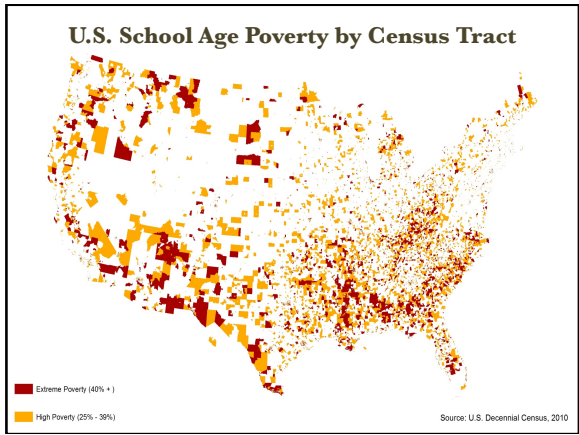 U.S. School Age Poverty by Census Tract
Extreme Poverty (40% + )
High Poverty (25% - 39%)
Source: U.S. Decennial Census, 2010